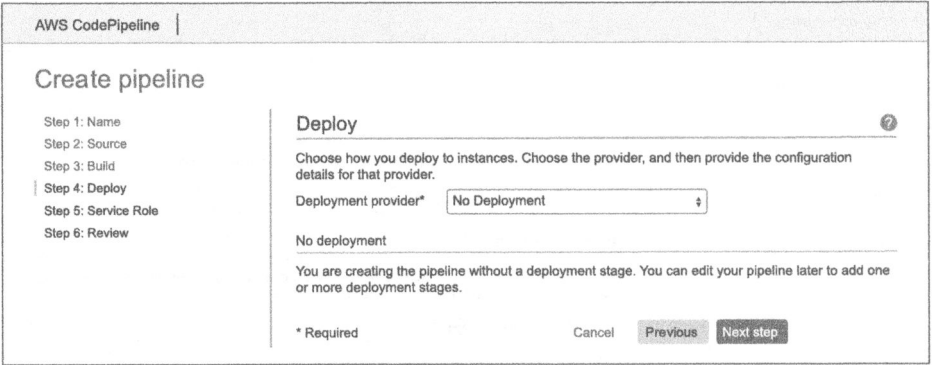 AWS CodePipeline
Create pipeline
Step 1: Name
Step 2: Source
Step 3: Build
Step 4: Deploy
Step 5: Service Role
Step 6: Review
Deploy
?
Choose how you deploy to instances. Choose the provider, and then provide the configuration
details for that provider.
Deployment provider* No Deployment
No deployment
You are creating the pipeline without a deployment stage. You can edit your pipeline later to add one
or more deployment stages.
* Required Cancel Previous Next step